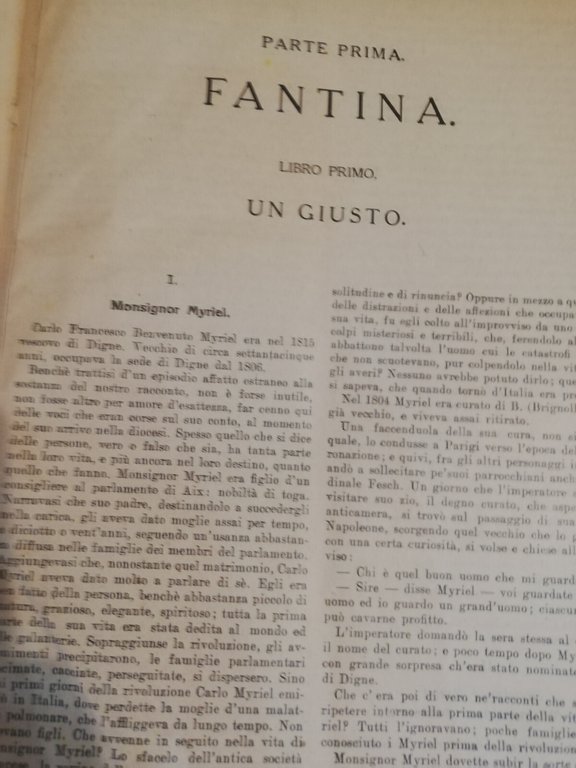 PARTE PRIMA.
FANTINA.
LIBRO PRIMO.
UN GIUSTO.
I.
Monsignor Myriel.
Carlo Francesco Benvenuto Myriel era nel 1815
vescovo di Digne. Vecchio di circa settantacinque
anni, occupava la sede di Digne dal 1806.
Benchè trattisi d'un episodio affatto estraneo alla
sostanza del nostro racconto, non è forse inutile,
non fosse altro per amore d'esattezza, far cenno qui
delle voci che eran corse sul suo conto, al momento
del suo arrivo nella diocesi. Spesso quello che si dice
delle persone, vero o falso che sia, ha tanta parte
nella loro vita, e più ancora nel loro destino, quanto
quello che fanno. Monsignor Myriel era figlio d'un
consigliere al parlamento di Aix: nobiltà di toga.
Narravasi che suo padre, destinandolo a succedergli
nella carica, gli aveva dato moglie assai per tempo,
a diciotto o vent'anni, seguendo un'usanza abbastan-
za diffusa nelle famiglie dei membri del parlamento.
Aggiungevasi che, nonostante quel matrimonio, Carlo
Myriel aveva dato molto a parlare di sè. Egli era
ben fatto della persona, benchè abbastanza piccolo di
statura, grazioso, elegante, spiritoso; tutta la prima
parte della sua vita era stata dedita al mondo ed
alle galanterie. Sopraggiunse la rivoluzione, gli av-
venimenti precipitarono, le famiglie parlamentari
decimate, cacciate, perseguitate, si dispersero. Sino
ai primi giorni della rivoluzione Carlo Myriel emi-
in Italia, dove perdette la moglie d'una malat-
polmonare, che l'affliggeva da lungo tempo. Non
avevano figli. Che avvenne in seguito nella vita di
Monsignor Myriel? Lo sfacelo dell'antica società
solitudine e di rinuncia? Oppure in mezzo a qu
delle distrazioni e delle affezioni che occupa
sua vita, fu egli colto all'improvviso da uno
colpi misteriosi e terribili, che, ferendolo al
abbattono talvolta l'uomo cui le catastrofi
che non scuotevano, pur colpendolo nella vit
gli averi? Nessuno avrebbe potuto dirlo; que
si sapeva, che quando tornò d'Italia era pre
Nel 1804 Myriel era curato di B. (Brignoll
già vecchio, e viveva assai ritirato.
Una faccenduola della sua cura, non si
quale, lo condusse a Parigi verso l'epoca del
ronazione; e quivi, fra gli altri personaggi i
andò a sollecitare pe'suoi parrocchiani anch
dinale Fesch. Un giorno che l'imperatore s
visitare suo zio, il degno curato, che aspe
anticamera, si trovò sul passaggio di sua
Napoleone, scorgendo quel vecchio che lo g
con una certa curiosità, si volse e chiese all
viso:
— Chi è quel buon uomo che mi guard
— Sire — disse Myriel — voi guardate
uomo ed io guardo un grand'uomo; ciascun
può cavarne profitto.
L'imperatore domandò la sera stessa al
il nome del curato; e poco tempo dopo My
con grande sorpresa ch'era stato nominato
di Digne.
Che c'era poi di vero ne'racconti che s
ripetere intorno alla prima parte della vit
riel? Tutti l'ignoravano; poche famiglie
conosciuto i Myriel prima della rivoluzion
Monsignor Myriel dovette subir la sorte